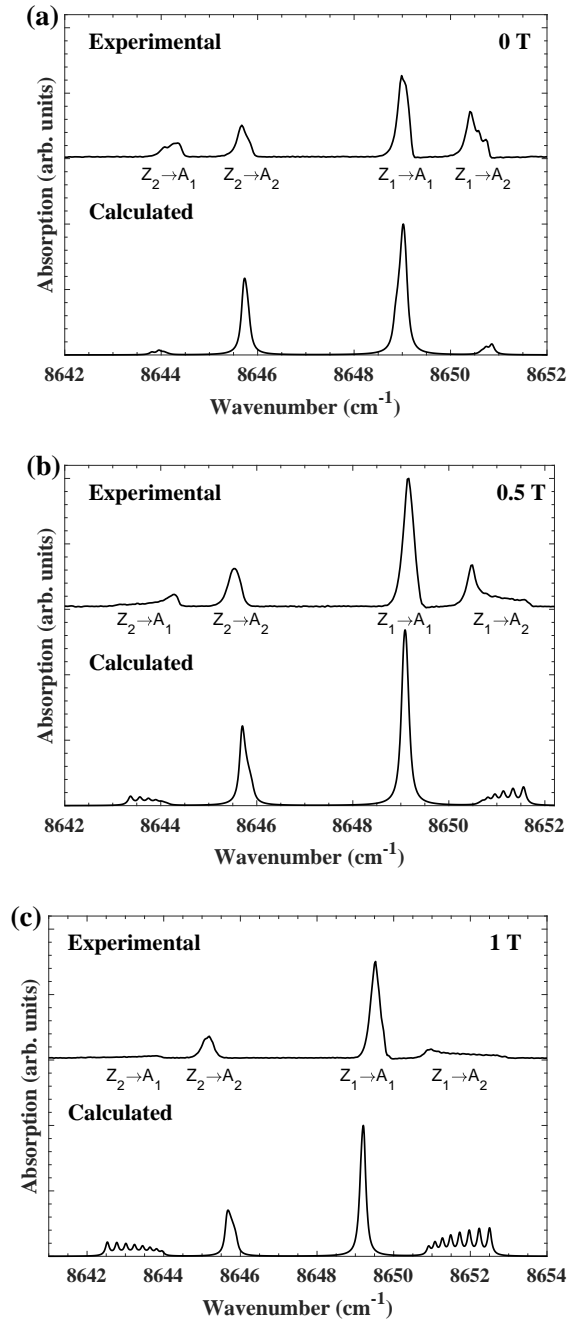 (a)
Experimental 0 T
Z₂→A₁ Z₂→A₂ Z₁→A₁ Z₁→A₂
Calculated
Absorption (arb. units)
8642 8644 8646 8648 8650 8652
Wavenumber (cm⁻¹)
(b)
Experimental 0.5 T
Z₂→A₁ Z₂→A₂ Z₁→A₁ Z₁→A₂
Calculated
Absorption (arb. units)
8642 8644 8646 8648 8650 8652
Wavenumber (cm⁻¹)
(c)
Experimental 1 T
Z₂→A₁ Z₂→A₂ Z₁→A₁ Z₁→A₂
Calculated
Absorption (arb. units)
8642 8644 8646 8648 8650 8652 8654
Wavenumber (cm⁻¹)